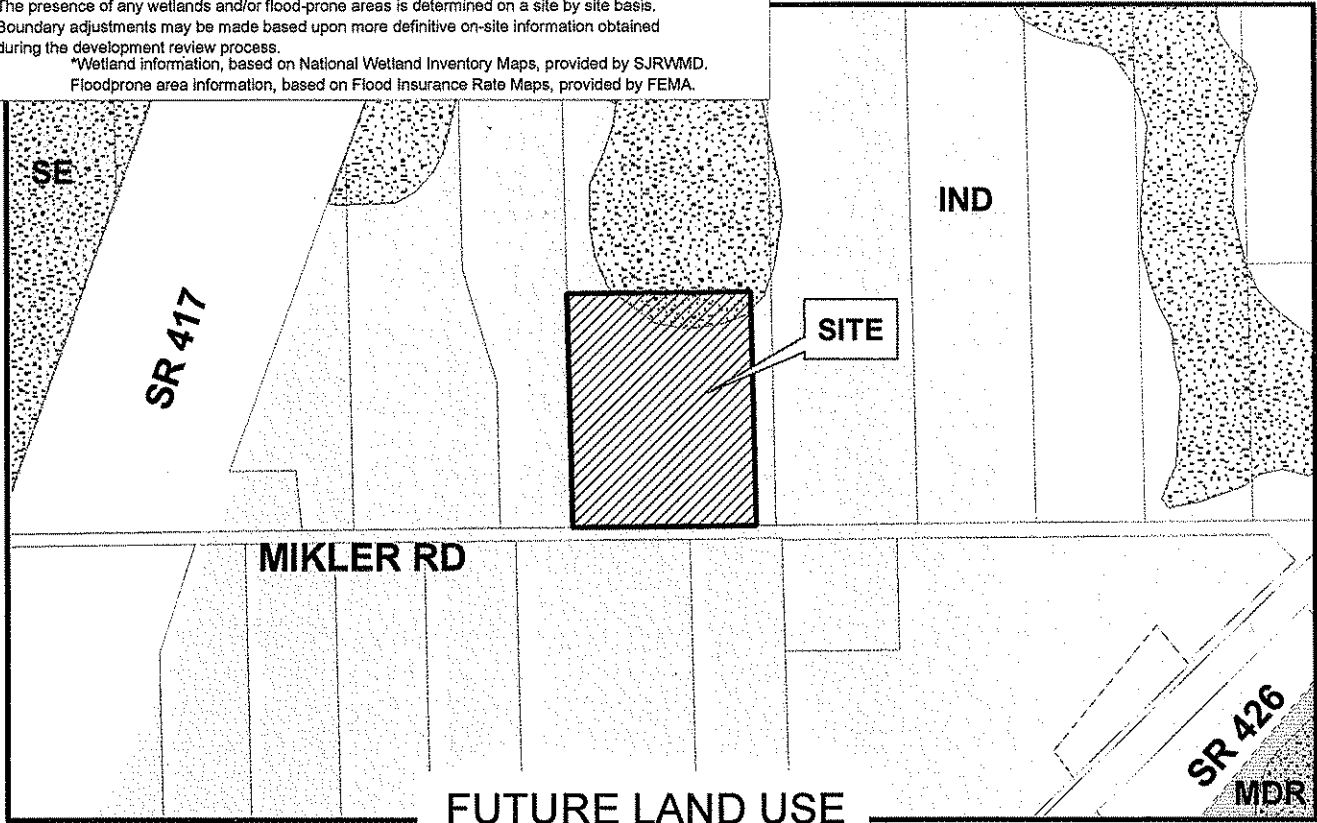 The presence of any wetlands and/or flood-prone areas is determined on a site by site basis.
Boundary adjustments may be made based upon more definitive on-site information obtained
during the development review process.
*Wetland information, based on National Wetland Inventory Maps, provided by SJRWMD.
Floodprone area information, based on Flood Insurance Rate Maps, provided by FEMA.
SE
IND
SR 417
SITE
MIKLER RD
SR 426
MDR
FUTURE LAND USE